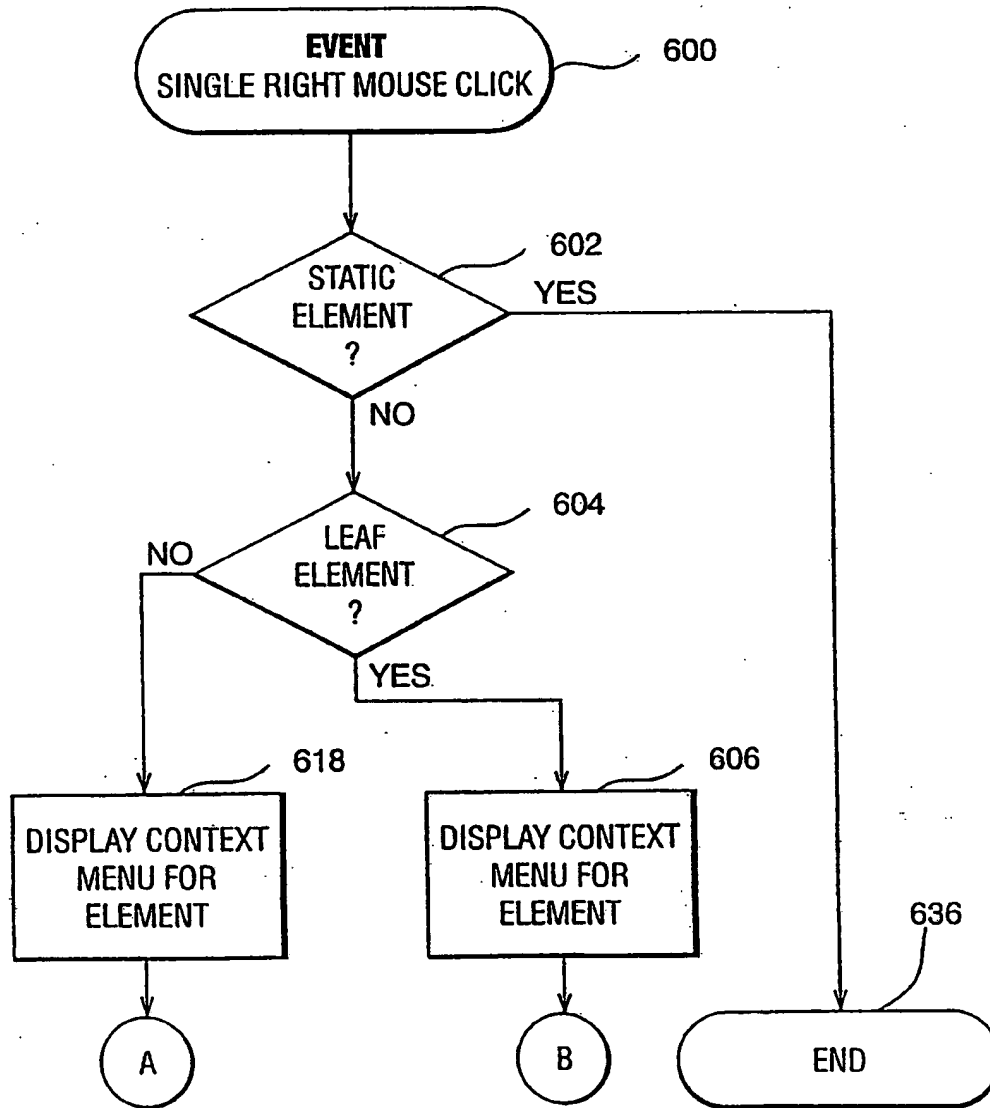 EVENT
SINGLE RIGHT MOUSE CLICK
600
602
STATIC
ELEMENT
?
YES
NO
604
LEAF
ELEMENT
?
NO
YES
618
606
DISPLAY CONTEXT
MENU FOR
ELEMENT
DISPLAY CONTEXT
MENU FOR
ELEMENT
636
A
B
END